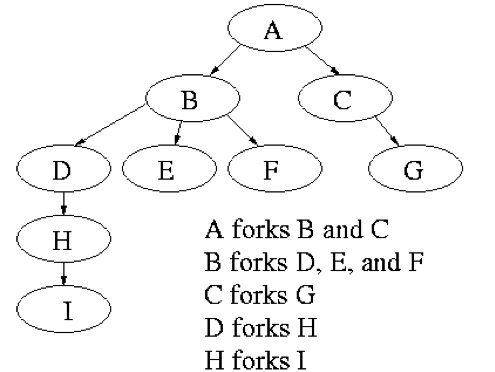 A
B
C
D
E
F
G
H
I
A forks B and C
B forks D, E, and F
C forks G
D forks H
H forks I